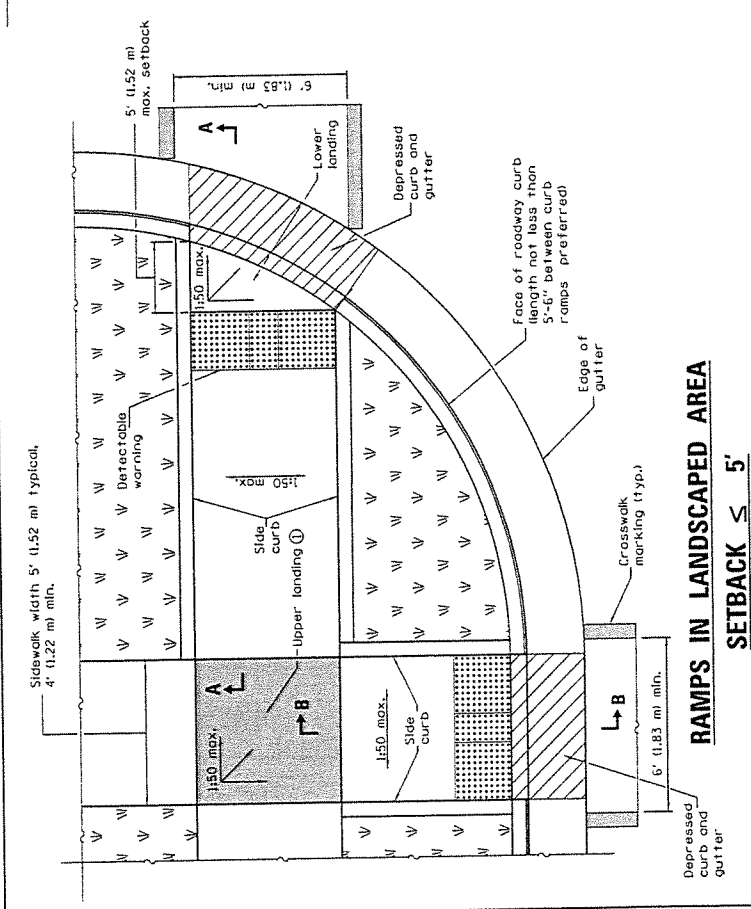 Sidewalk width 5' (1.52 m) typical,
4' (1.22 m) min.
5' (1.52 m)
max. setback
6' (1.83 m) min.
A
Detectable
warning
1:50 max.
Lower
landing
Depressed
curb and
gutter
1:50 max.
Side
curb
Upper landing ①
A
B
1:50 max.
1:50 max.
Side
curb
Face of roadway curb
(length not less than
5'-6" between curb
ramps preferred)
Edge of
gutter
Crosswalk
marking (typ.)
B
6' (1.83 m) min.
Depressed
curb and
gutter
RAMPS IN LANDSCAPED AREA
SETBACK ≤ 5'